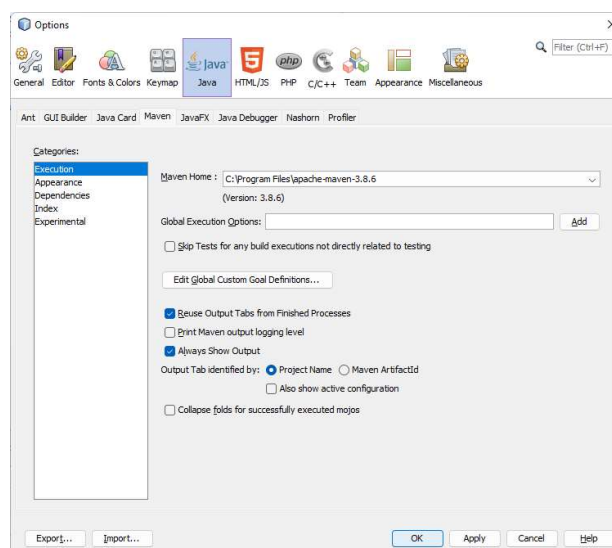 Options
Filter (Ctrl+F)
General Editor Fonts & Colors Keymap Java HTML/JS PHP C/C++ Team Appearance Miscellaneous
Ant GUI Builder Java Card Maven JavaFX Java Debugger Nashorn Profiler
Categories:
Execution
Appearance
Dependencies
Index
Experimental
Maven Home : C:\Program Files\apache-maven-3.8.6
(Version: 3.8.6)
Global Execution Options: Add
Skip Tests for any build executions not directly related to testing
Edit Global Custom Goal Definitions...
Reuse Output Tabs from Finished Processes
Print Maven output logging level
Always Show Output
Output Tab identified by: Project Name Maven ArtifactId
Also show active configuration
Collapse folds for successfully executed mojos
Export... Import... OK Apply Cancel Help